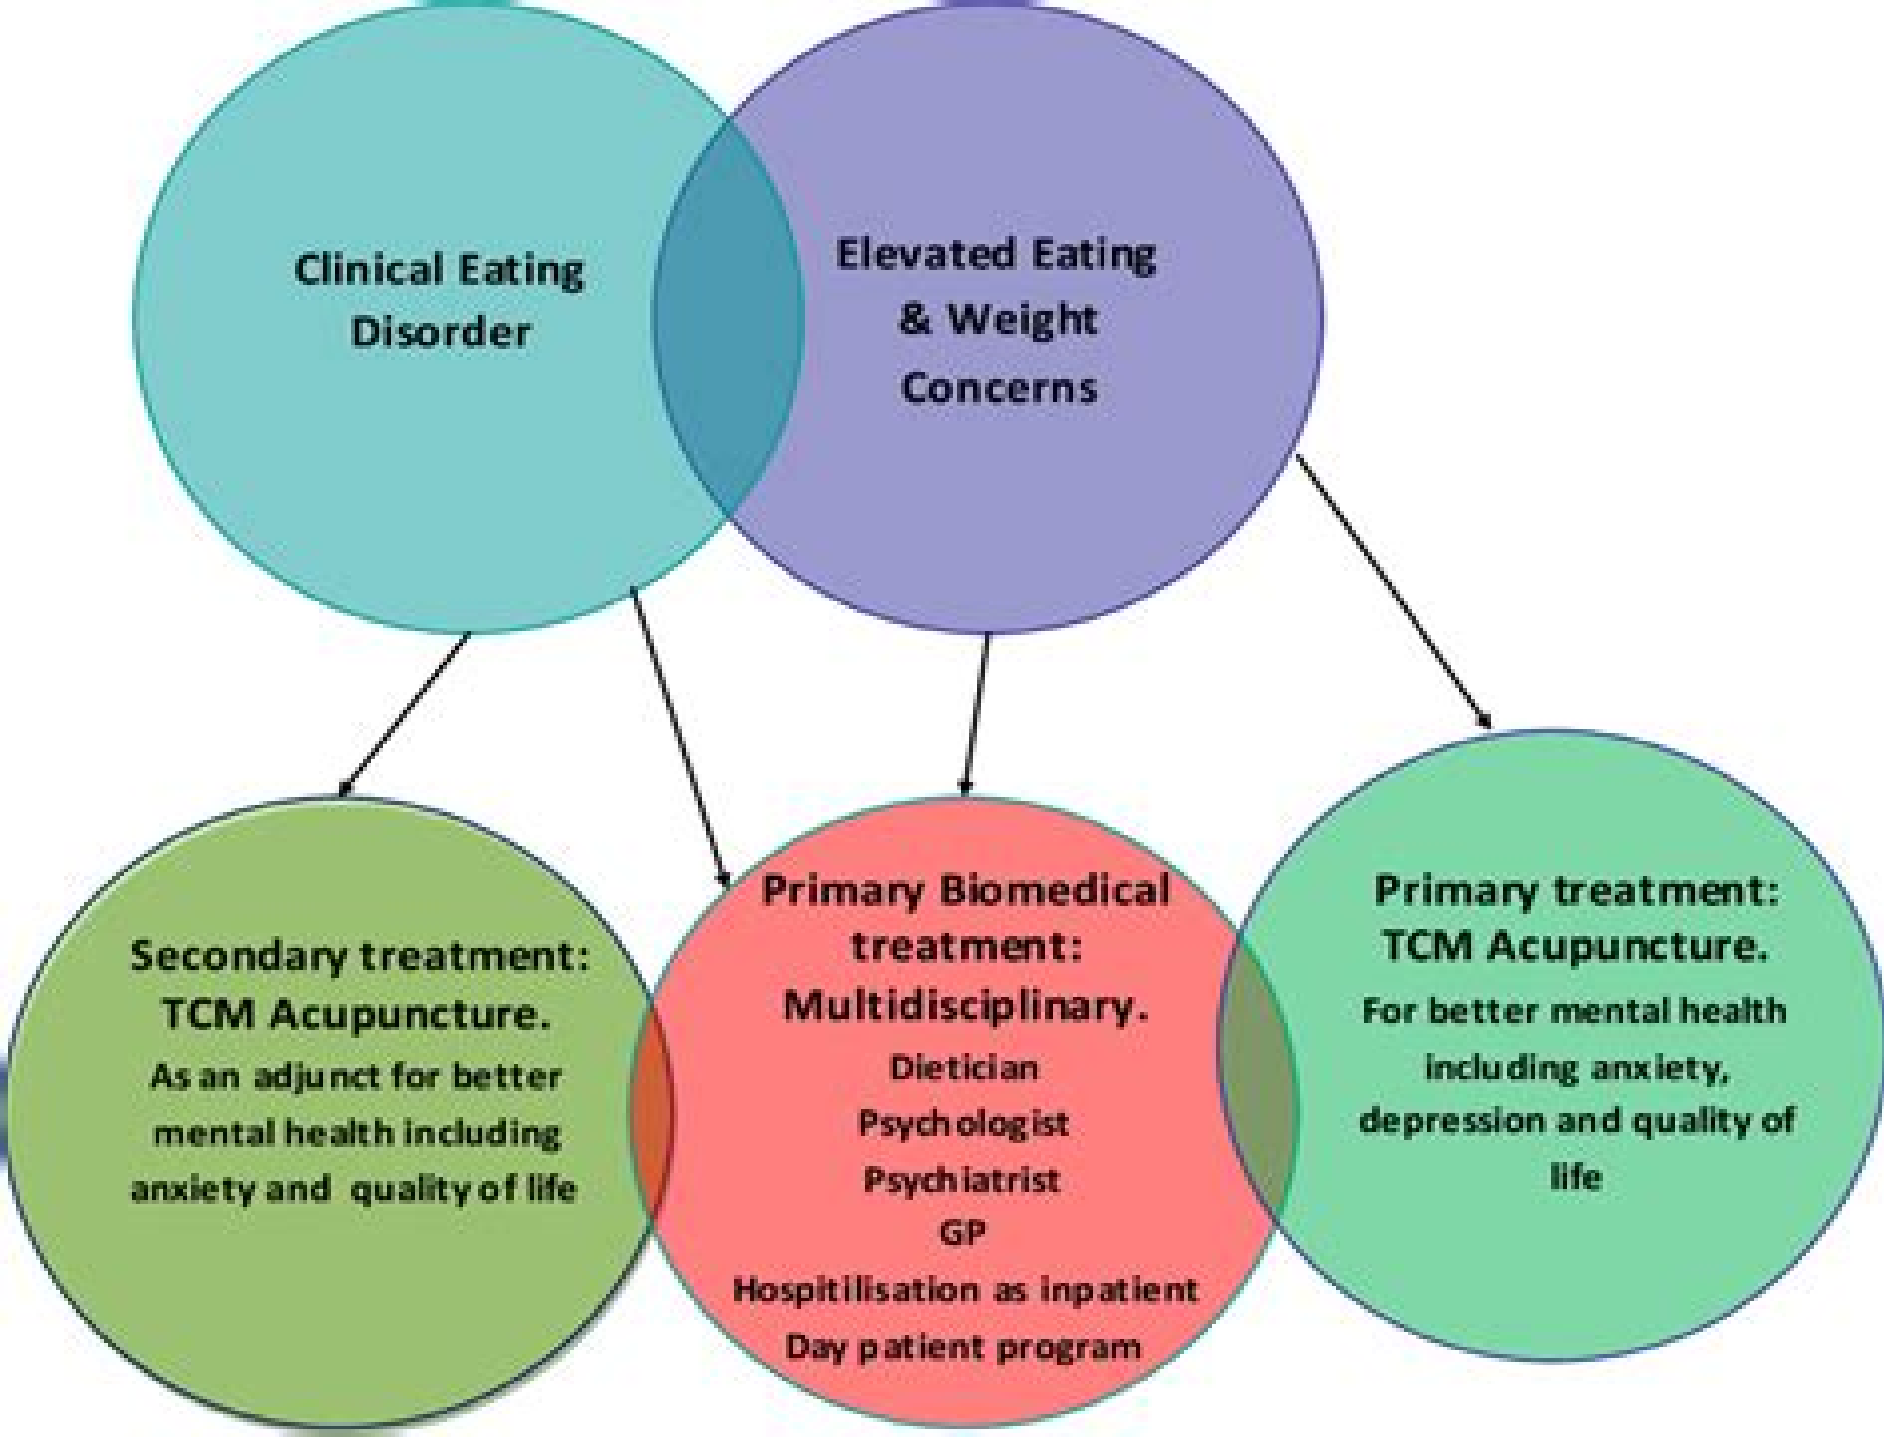 Clinical Eating
Disorder
Elevated Eating
& Weight
Concerns
Secondary treatment:
TCM Acupuncture.
As an adjunct for better
mental health including
anxiety and quality of life
Primary Biomedical
treatment:
Multidisciplinary.
Dietician
Psychologist
Psychiatrist
GP
Hospitilisation as inpatient
Day patient program
Primary treatment:
TCM Acupuncture.
For better mental health
including anxiety,
depression and quality of
life